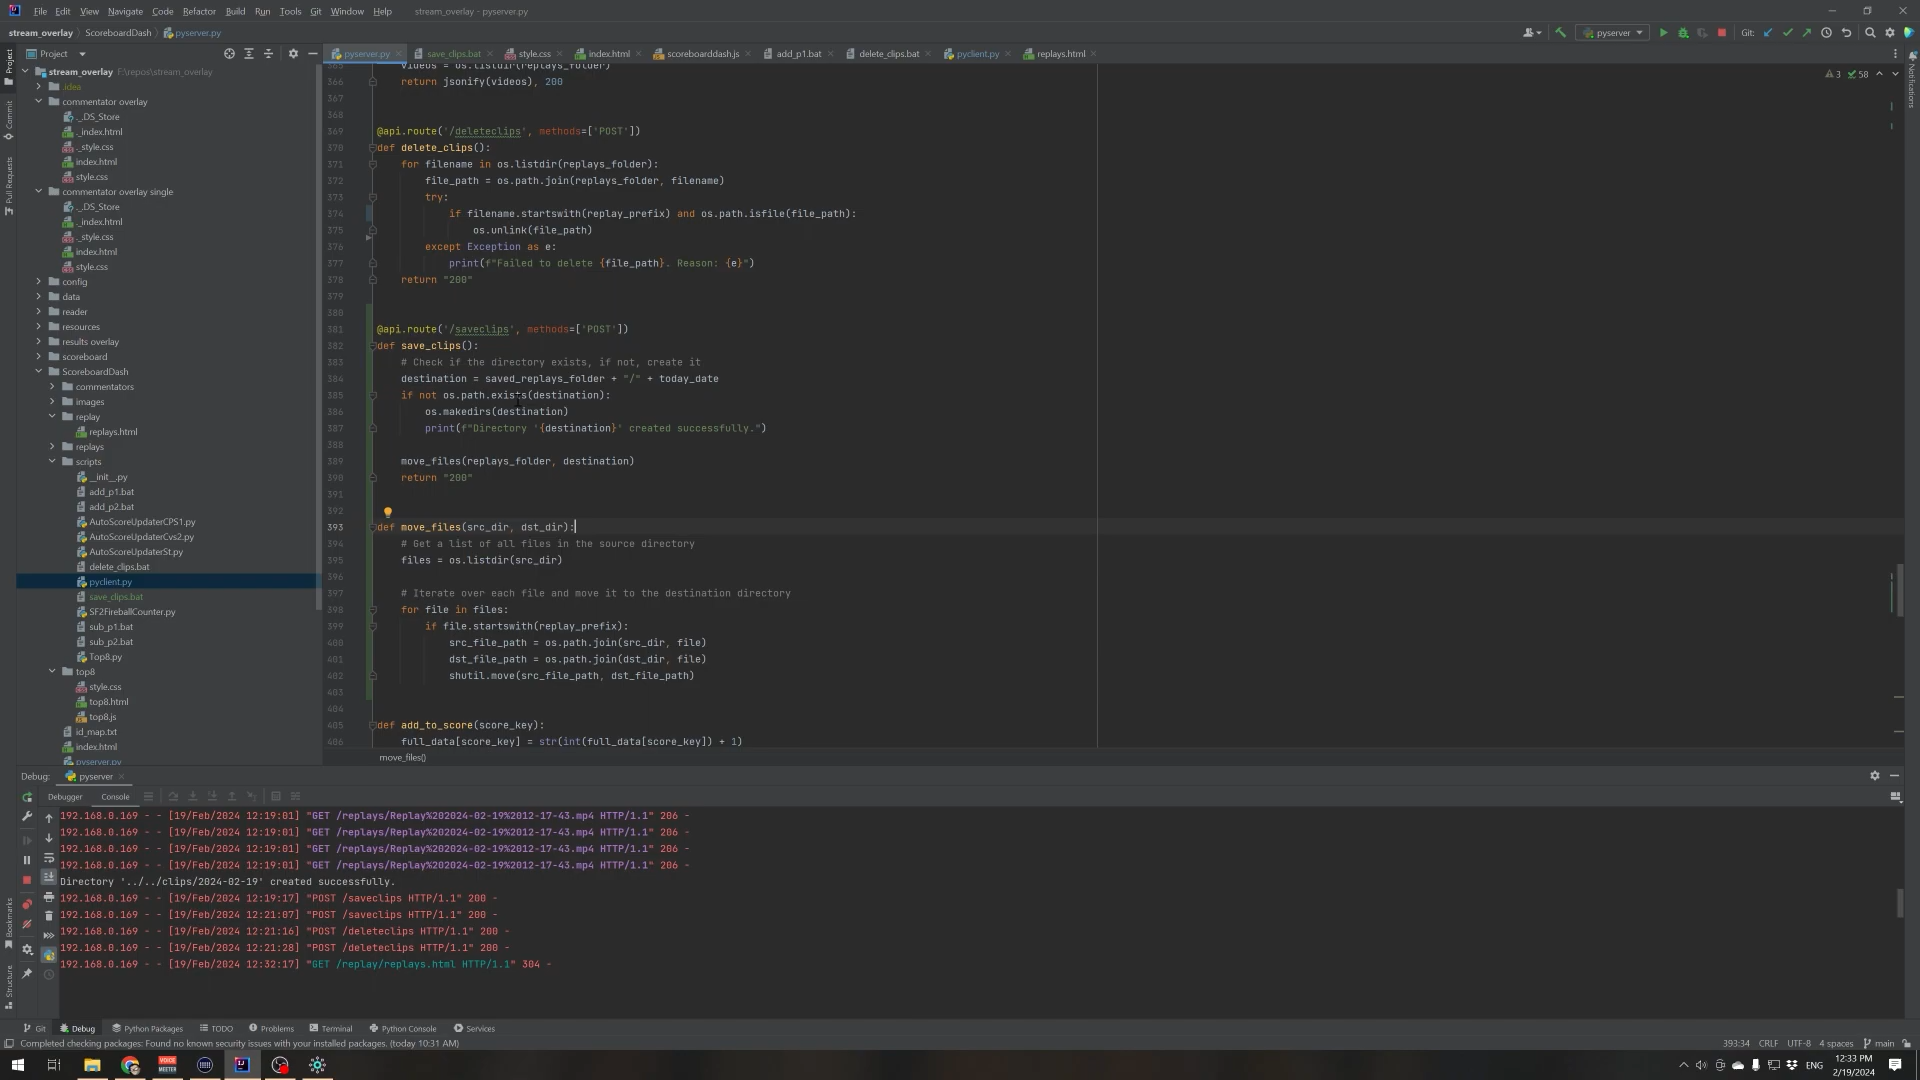 File Edit View Navigate Code Refactor Build Run Tools Git Window Help stream_overlay - pyserver.py
stream_overlay ScoreboardDash pyserver.py
pyserver Git:
Project
pyserver.py save_clips.bat style.css index.html scoreboarddash.js add_p1.bat delete_clips.bat pyclient.py replays.html
stream_overlay F:\repos\stream_overlay
.idea
commentator overlay
._.DS_Store
._index.html
._style.css
index.html
style.css
commentator overlay single
._.DS_Store
._index.html
._style.css
index.html
style.css
config
data
reader
resources
results overlay
scoreboard
ScoreboardDash
commentators
images
replay
replays.html
replays
scripts
__init__.py
add_p1.bat
add_p2.bat
AutoScoreUpdaterCPS1.py
AutoScoreUpdaterCvs2.py
AutoScoreUpdaterSt.py
delete_clips.bat
pyclient.py
save_clips.bat
SF2FireballCounter.py
sub_p1.bat
sub_p2.bat
Top8.py
top8
style.css
top8.html
top8.js
id_map.txt
index.html
pyserver.py
Project
Commit
Pull Requests
Bookmarks
Structure
Notifications
3 58
365 videos = os.listdir(replays_folder)
366 return jsonify(videos), 200
367
368
369 @api.route('/deleteclips', methods=['POST'])
370 def delete_clips():
371 for filename in os.listdir(replays_folder):
372 file_path = os.path.join(replays_folder, filename)
373 try:
374 if filename.startswith(replay_prefix) and os.path.isfile(file_path):
375 os.unlink(file_path)
376 except Exception as e:
377 print(f"Failed to delete {file_path}. Reason: {e}")
378 return "200"
379
380
381 @api.route('/saveclips', methods=['POST'])
382 def save_clips():
383 # Check if the directory exists, if not, create it
384 destination = saved_replays_folder + "/" + today_date
385 if not os.path.exists(destination):
386 os.makedirs(destination)
387 print(f"Directory '{destination}' created successfully.")
388
389 move_files(replays_folder, destination)
390 return "200"
391
392
393 def move_files(src_dir, dst_dir):
394 # Get a list of all files in the source directory
395 files = os.listdir(src_dir)
396
397 # Iterate over each file and move it to the destination directory
398 for file in files:
399 if file.startswith(replay_prefix):
400 src_file_path = os.path.join(src_dir, file)
401 dst_file_path = os.path.join(dst_dir, file)
402 shutil.move(src_file_path, dst_file_path)
403
404
405 def add_to_score(score_key):
406 full_data[score_key] = str(int(full_data[score_key]) + 1)
move_files()
Debug: pyserver
Debugger Console
192.168.0.169 - - [19/Feb/2024 12:19:01] "GET /replays/Replay%202024-02-19%2012-17-43.mp4 HTTP/1.1" 206 -
192.168.0.169 - - [19/Feb/2024 12:19:01] "GET /replays/Replay%202024-02-19%2012-17-43.mp4 HTTP/1.1" 206 -
192.168.0.169 - - [19/Feb/2024 12:19:01] "GET /replays/Replay%202024-02-19%2012-17-43.mp4 HTTP/1.1" 206 -
192.168.0.169 - - [19/Feb/2024 12:19:01] "GET /replays/Replay%202024-02-19%2012-17-43.mp4 HTTP/1.1" 206 -
Directory '../../clips/2024-02-19' created successfully.
192.168.0.169 - - [19/Feb/2024 12:19:17] "POST /saveclips HTTP/1.1" 200 -
192.168.0.169 - - [19/Feb/2024 12:21:07] "POST /saveclips HTTP/1.1" 200 -
192.168.0.169 - - [19/Feb/2024 12:21:16] "POST /deleteclips HTTP/1.1" 200 -
192.168.0.169 - - [19/Feb/2024 12:21:28] "POST /deleteclips HTTP/1.1" 200 -
192.168.0.169 - - [19/Feb/2024 12:32:17] "GET /replay/replays.html HTTP/1.1" 304 -
Git Debug Python Packages TODO Problems Terminal Python Console Services
Completed checking packages: Found no known security issues with your installed packages. (today 10:31 AM) 393:34 CRLF UTF-8 4 spaces main
VOICE MEETER ENG 12:33 PM
2/19/2024